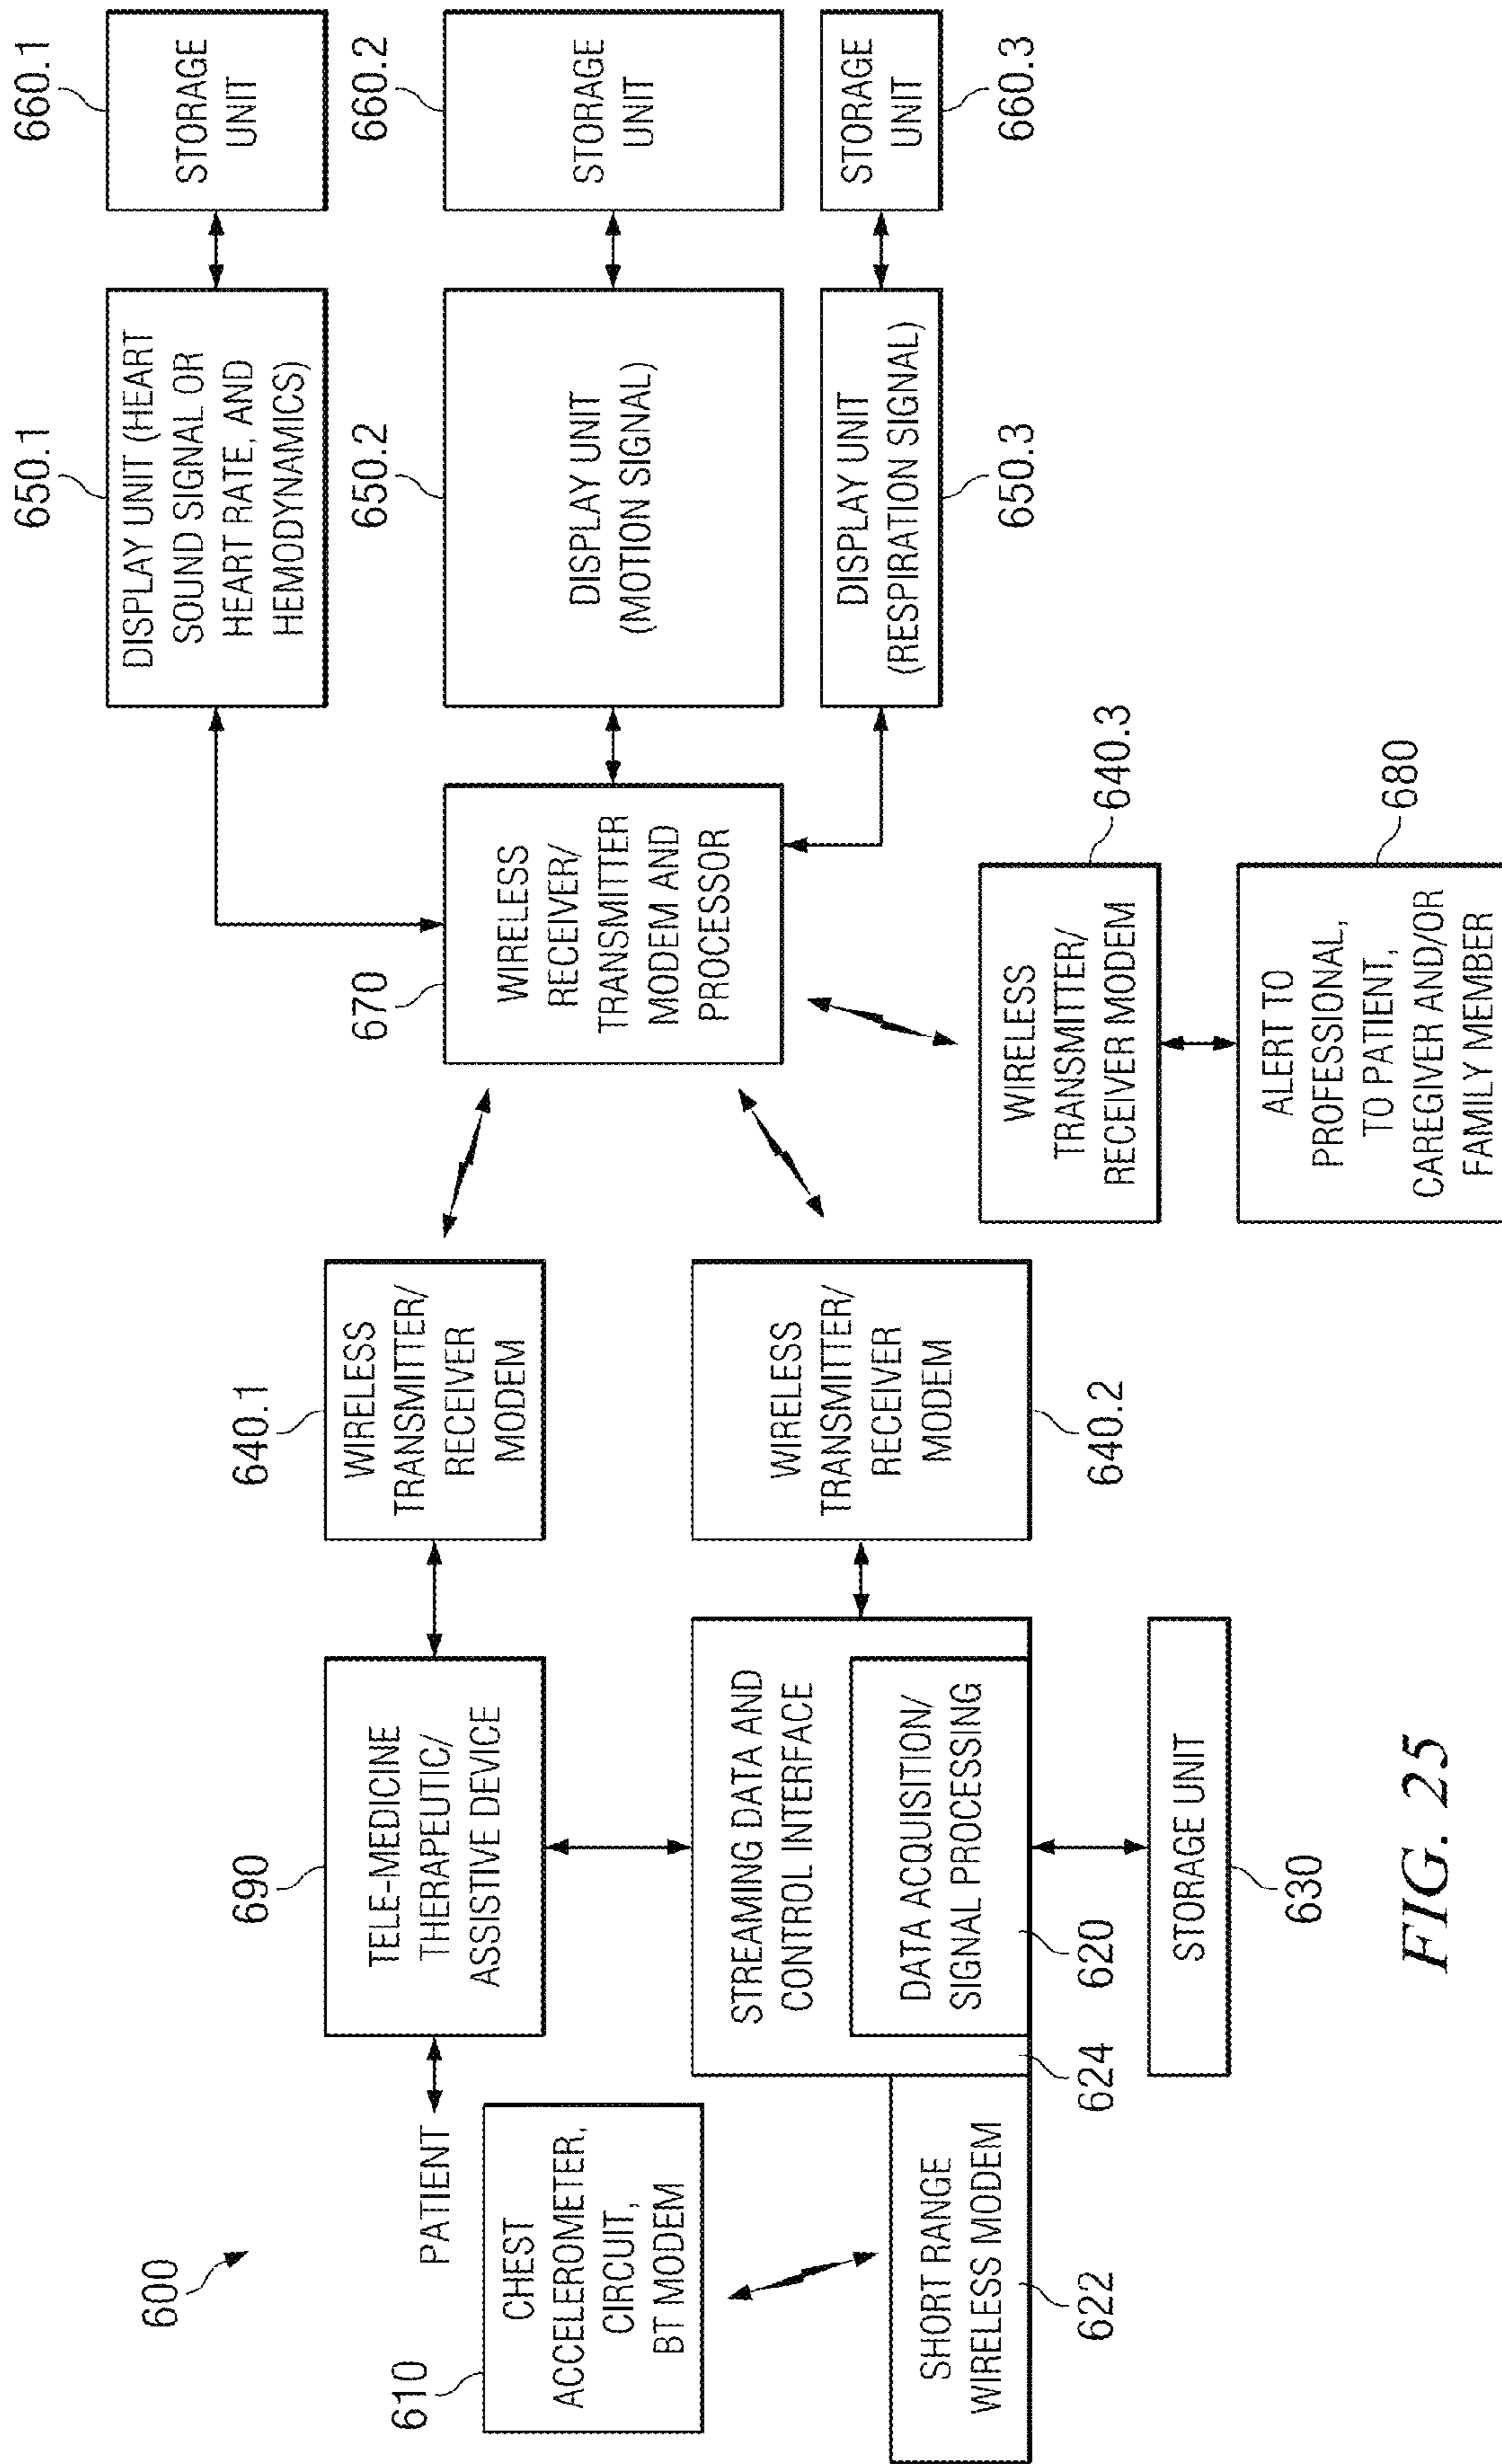 600
PATIENT
610
CHEST
ACCELEROMETER,
CIRCUIT,
BT MODEM
SHORT RANGE
WIRELESS MODEM
622
690
TELE-MEDICINE
THERAPEUTIC/
ASSISTIVE DEVICE
STREAMING DATA AND
CONTROL INTERFACE
DATA ACQUISITION/
SIGNAL PROCESSING
624
620
STORAGE UNIT
630
640.1
WIRELESS
TRANSMITTER/
RECEIVER
MODEM
WIRELESS
TRANSMITTER/
RECEIVER
MODEM
640.2
670
WIRELESS
RECEIVER/
TRANSMITTER
MODEM AND
PROCESSOR
WIRELESS
TRANSMITTER/
RECEIVER MODEM
640.3
ALERT TO
PROFESSIONAL,
TO PATIENT,
CAREGIVER AND/OR
FAMILY MEMBER
680
650.1
DISPLAY UNIT (HEART
SOUND SIGNAL OR
HEART RATE, AND
HEMODYNAMICS)
650.2
DISPLAY UNIT
(MOTION SIGNAL)
DISPLAY UNIT
(RESPIRATION SIGNAL)
650.3
660.1
STORAGE
UNIT
660.2
STORAGE
UNIT
STORAGE
UNIT
660.3
FIG. 25